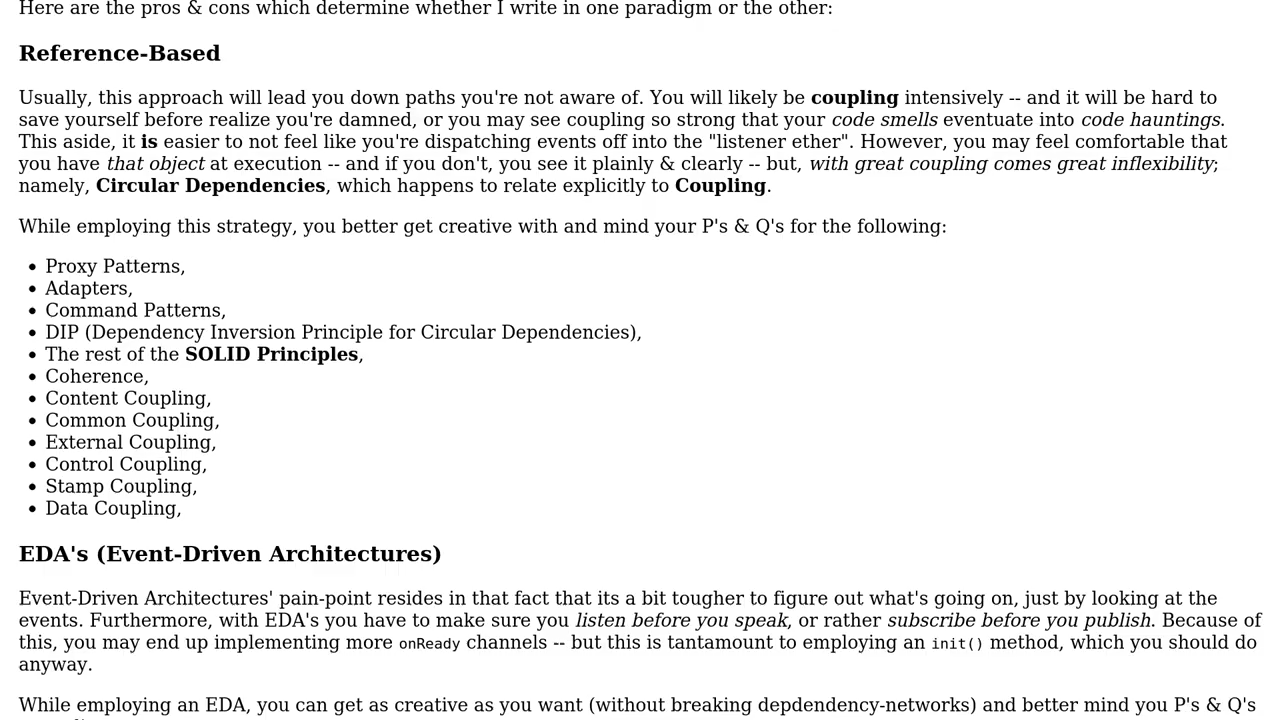 Here are the pros & cons which determine whether I write in one paradigm or the other:
Reference-Based
Usually, this approach will lead you down paths you're not aware of. You will likely be coupling intensively -- and it will be hard to
save yourself before realize you're damned, or you may see coupling so strong that your code smells eventuate into code hauntings.
This aside, it is easier to not feel like you're dispatching events off into the "listener ether". However, you may feel comfortable that
you have that object at execution -- and if you don't, you see it plainly & clearly -- but, with great coupling comes great inflexibility;
namely, Circular Dependencies, which happens to relate explicitly to Coupling.
While employing this strategy, you better get creative with and mind your P's & Q's for the following:
• Proxy Patterns,
• Adapters,
• Command Patterns,
• DIP (Dependency Inversion Principle for Circular Dependencies),
• The rest of the SOLID Principles,
• Coherence,
• Content Coupling,
• Common Coupling,
• External Coupling,
• Control Coupling,
• Stamp Coupling,
• Data Coupling,
EDA's (Event-Driven Architectures)
Event-Driven Architectures' pain-point resides in that fact that its a bit tougher to figure out what's going on, just by looking at the
events. Furthermore, with EDA's you have to make sure you listen before you speak, or rather subscribe before you publish. Because of
this, you may end up implementing more onReady channels -- but this is tantamount to employing an init() method, which you should do
anyway.
While employing an EDA, you can get as creative as you want (without breaking depdendency-networks) and better mind you P's & Q's